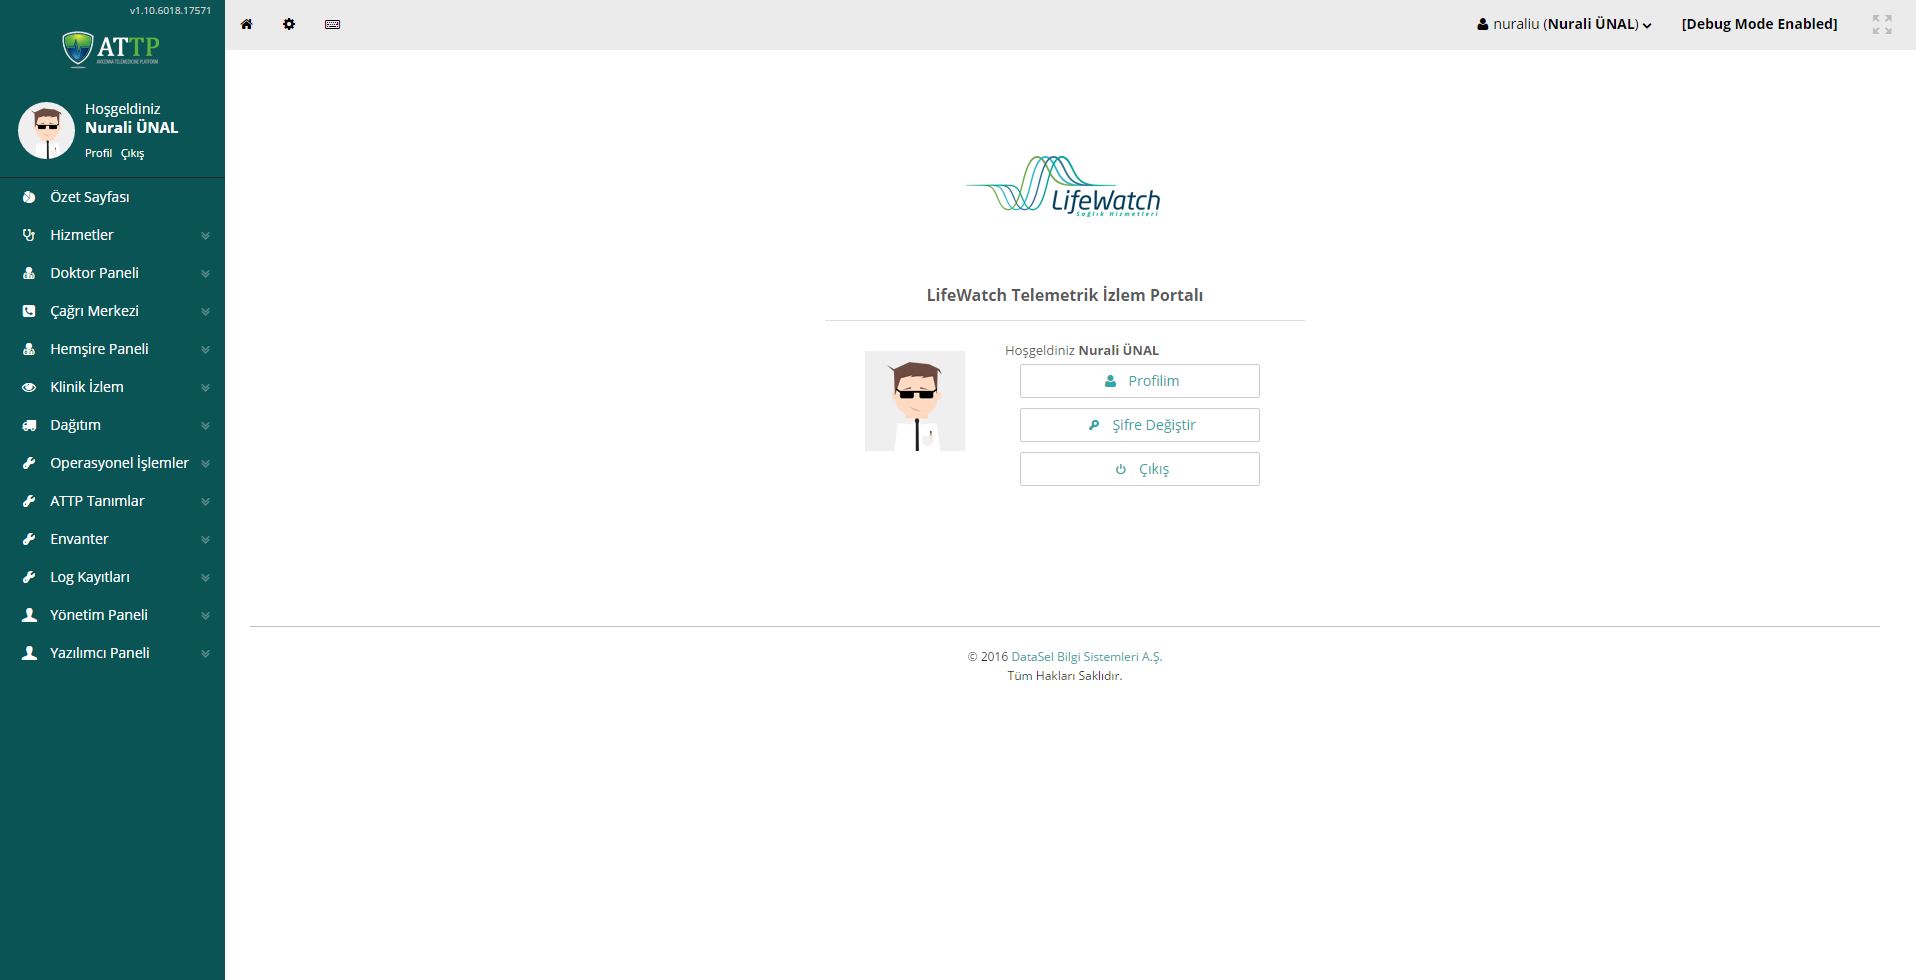 v1.10.6018.17571
ATTP
AVICENNA TELEMEDICINE PLATFORM
Hoşgeldiniz
Nurali ÜNAL
Profil Çıkış
Özet Sayfası
Hizmetler
Doktor Paneli
Çağrı Merkezi
Hemşire Paneli
Klinik İzlem
Dağıtım
Operasyonel İşlemler
ATTP Tanımlar
Envanter
Log Kayıtları
Yönetim Paneli
Yazılımcı Paneli
nuraliu (Nurali ÜNAL) [Debug Mode Enabled]
LifeWatch
Sağlık Hizmetleri
LifeWatch Telemetrik İzlem Portalı
Hoşgeldiniz Nurali ÜNAL
Profilim
Şifre Değiştir
Çıkış
© 2016 DataSel Bilgi Sistemleri A.Ş.
Tüm Hakları Saklıdır.